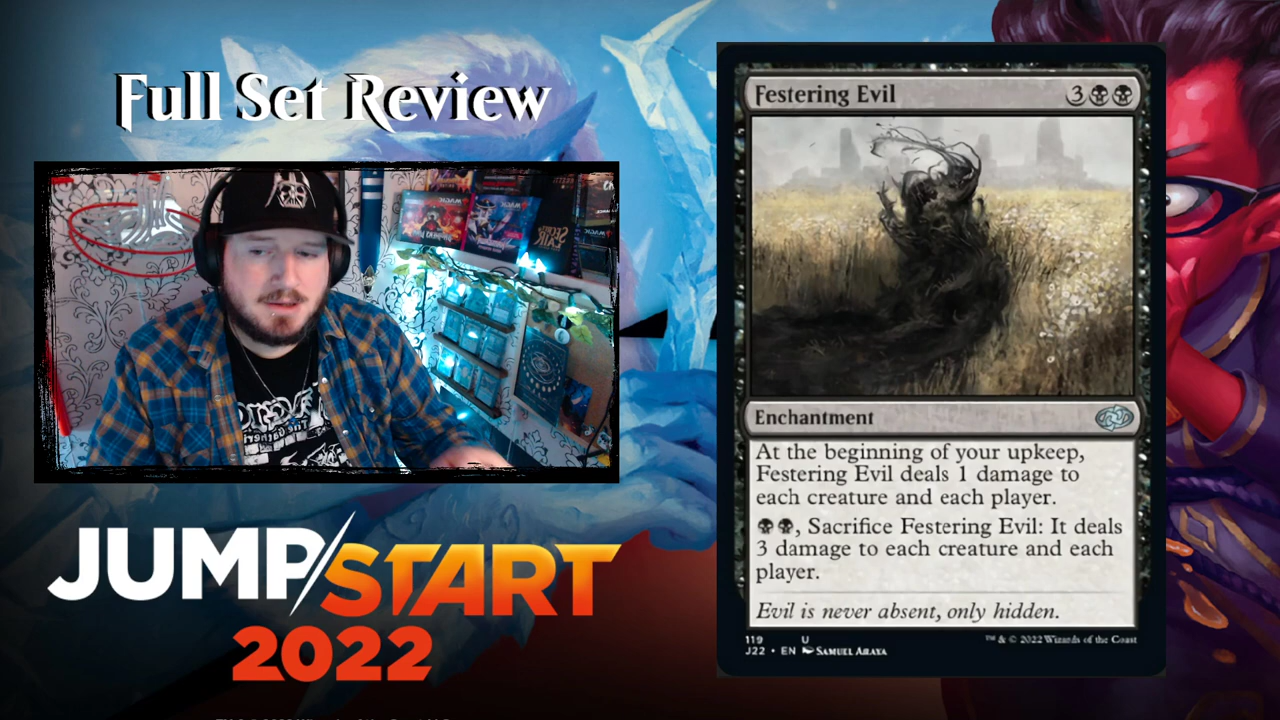 Full Set Review
JUMP/START
2022
Festering Evil 3
Enchantment
At the beginning of your upkeep,
Festering Evil deals 1 damage to
each creature and each player.
, Sacrifice Festering Evil: It deals
3 damage to each creature and each
player.
Evil is never absent, only hidden.
119 U
J22 • EN SAMUEL ARAYA
™ & © 2022 Wizards of the Coast